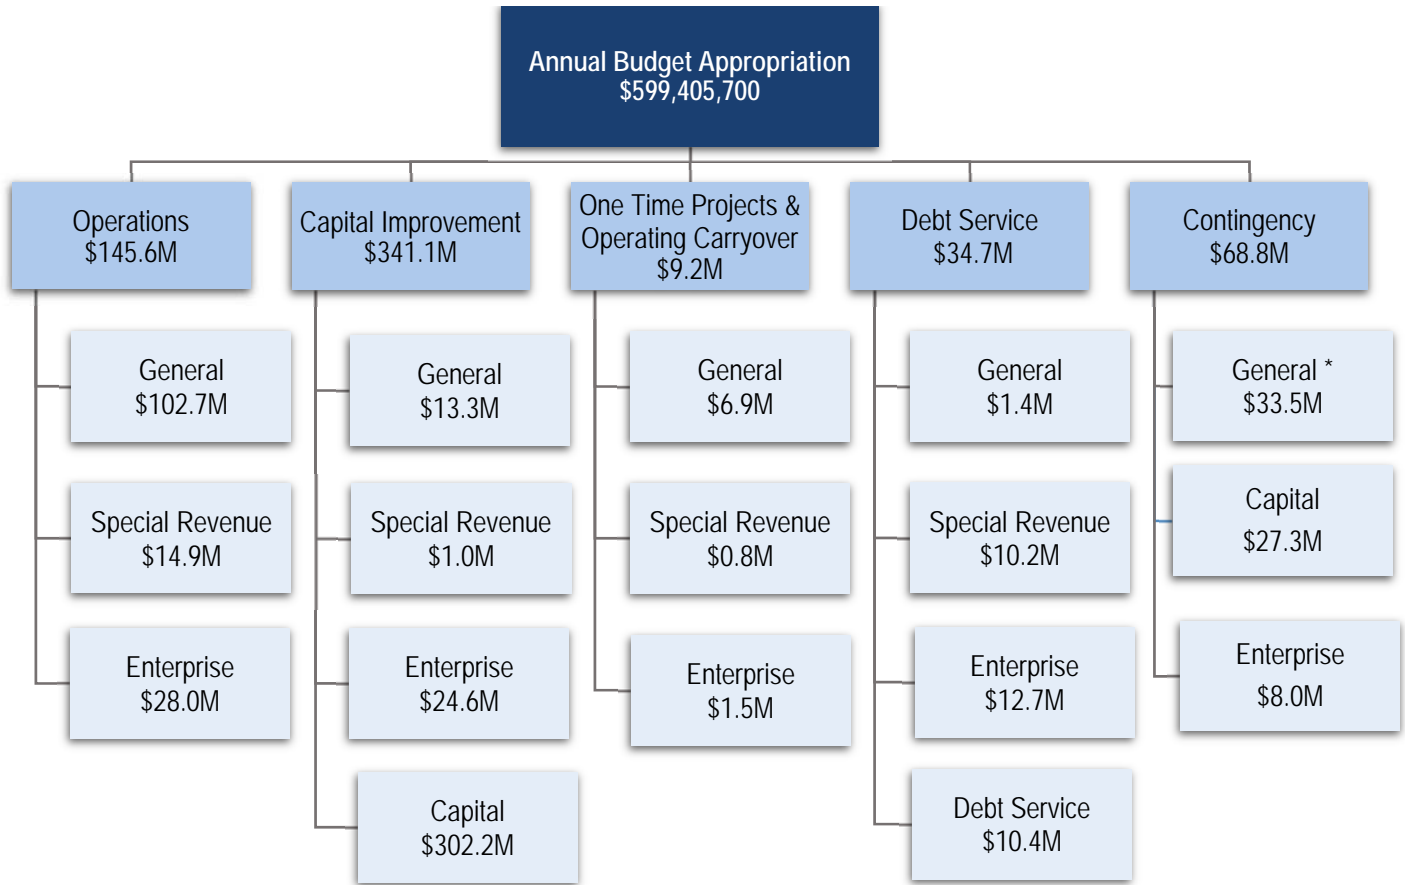 Annual Budget Appropriation
$599,405,700
Operations
$145.6M
Capital Improvement
$341.1M
One Time Projects &
Operating Carryover
$9.2M
Debt Service
$34.7M
Contingency
$68.8M
General
$102.7M
Special Revenue
$14.9M
Enterprise
$28.0M
General
$13.3M
Special Revenue
$1.0M
Enterprise
$24.6M
Capital
$302.2M
General
$6.9M
Special Revenue
$0.8M
Enterprise
$1.5M
General
$1.4M
Special Revenue
$10.2M
Enterprise
$12.7M
Debt Service
$10.4M
General *
$33.5M
Capital
$27.3M
Enterprise
$8.0M